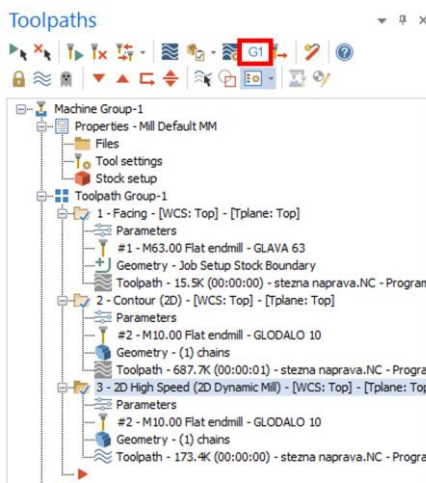 Toolpaths
G1
Machine Group-1
Properties - Mill Default MM
Files
Tool settings
Stock setup
Toolpath Group-1
1 - Facing - [WCS: Top] - [Tplane: Top]
Parameters
#1 - M63.00 Flat endmill - GLAVA 63
Geometry - Job Setup Stock Boundary
Toolpath - 15.5K (00:00:00) - stezna naprava.NC - Program
2 - Contour (2D) - [WCS: Top] - [Tplane: Top]
Parameters
#2 - M10.00 Flat endmill - GLODALO 10
Geometry - (1) chains
Toolpath - 687.7K (00:00:01) - stezna naprava.NC - Progra
3 - 2D High Speed (2D Dynamic Mill) - [WCS: Top] - [Tplane: Top
Parameters
#2 - M10.00 Flat endmill - GLODALO 10
Geometry - (1) chains
Toolpath - 173.4K (00:00:00) - stezna naprava.NC - Progra